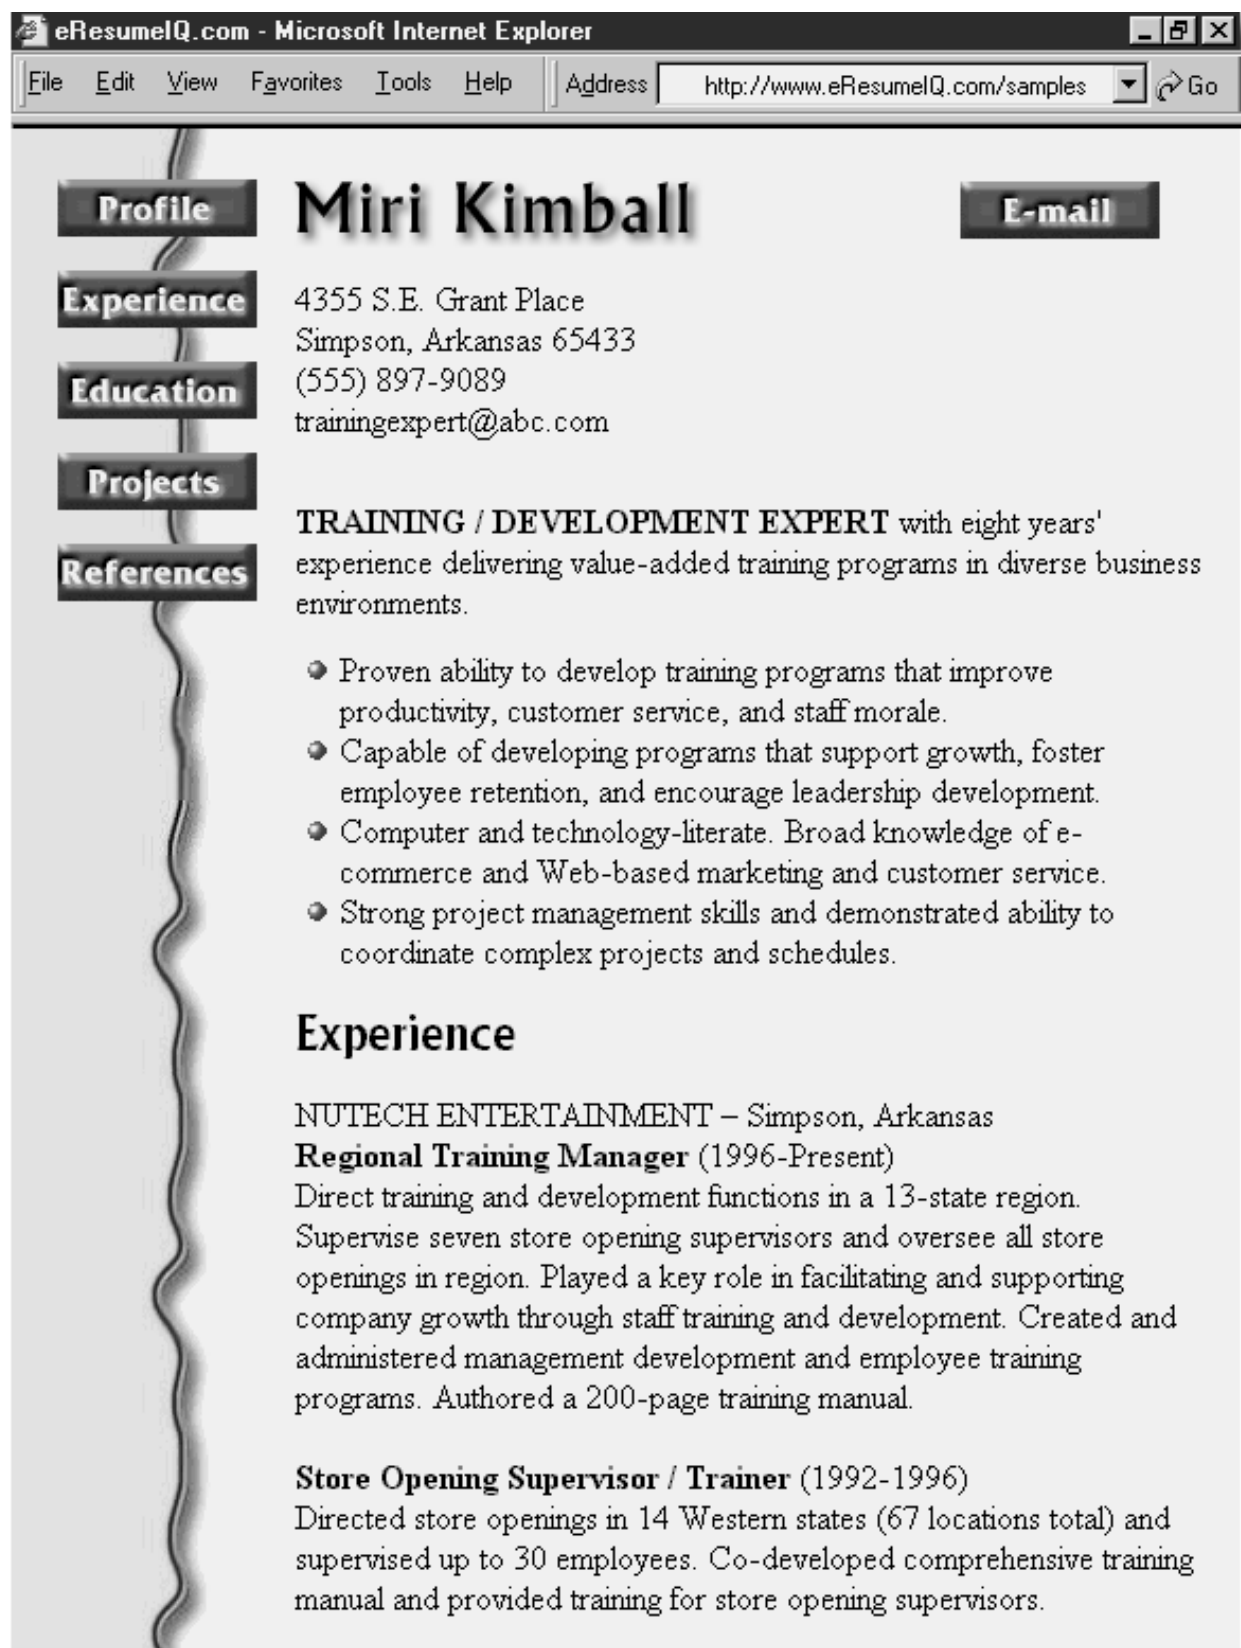 eResumeIQ.com - Microsoft Internet Explorer
File Edit View Favorites Tools Help Address http://www.eResumeIQ.com/samples Go
Profile
Experience
Education
Projects
References
Miri Kimball
E-mail
4355 S.E. Grant Place
Simpson, Arkansas 65433
(555) 897-9089
trainingexpert@abc.com
TRAINING / DEVELOPMENT EXPERT with eight years'
experience delivering value-added training programs in diverse business
environments.
Proven ability to develop training programs that improve
productivity, customer service, and staff morale.
Capable of developing programs that support growth, foster
employee retention, and encourage leadership development.
Computer and technology-literate. Broad knowledge of e-
commerce and Web-based marketing and customer service.
Strong project management skills and demonstrated ability to
coordinate complex projects and schedules.
Experience
NUTECH ENTERTAINMENT – Simpson, Arkansas
Regional Training Manager (1996-Present)
Direct training and development functions in a 13-state region.
Supervise seven store opening supervisors and oversee all store
openings in region. Played a key role in facilitating and supporting
company growth through staff training and development. Created and
administered management development and employee training
programs. Authored a 200-page training manual.
Store Opening Supervisor / Trainer (1992-1996)
Directed store openings in 14 Western states (67 locations total) and
supervised up to 30 employees. Co-developed comprehensive training
manual and provided training for store opening supervisors.